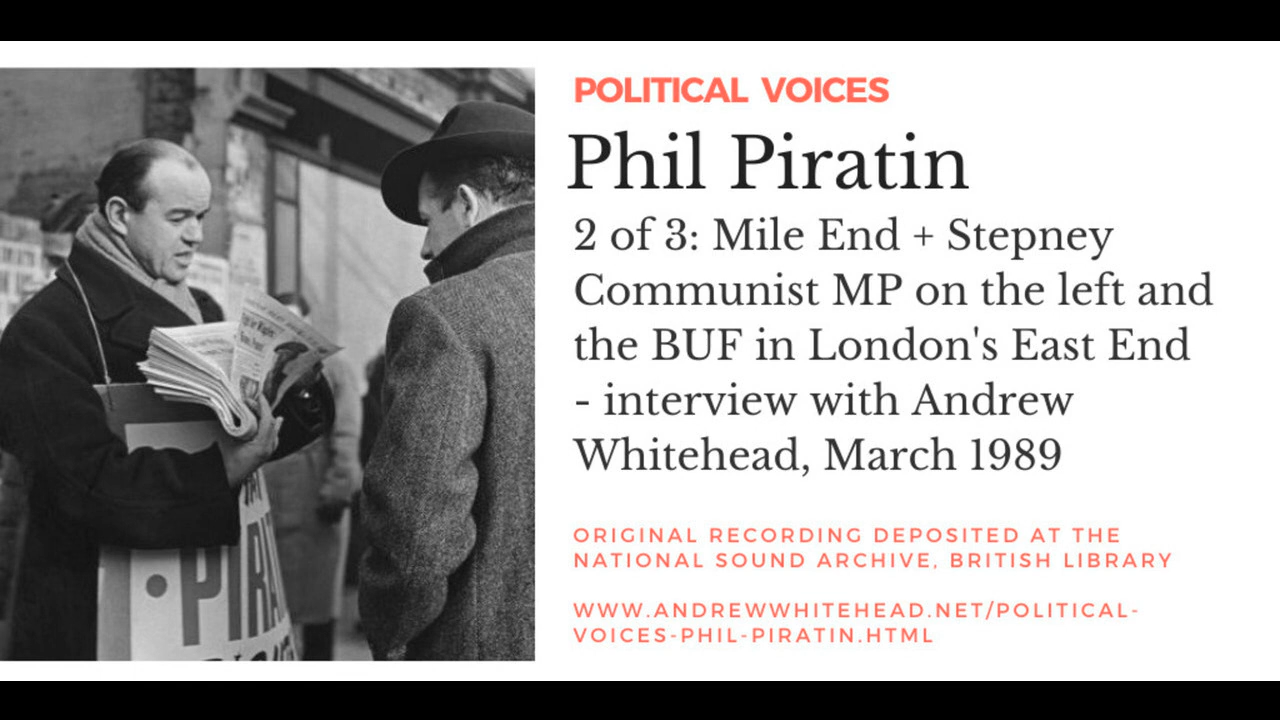 POLITICAL VOICES
Phil Piratin
2 of 3: Mile End + Stepney
Communist MP on the left and
the BUF in London's East End
- interview with Andrew
Whitehead, March 1989
ORIGINAL RECORDING DEPOSITED AT THE
NATIONAL SOUND ARCHIVE, BRITISH LIBRARY
WWW.ANDREWWHITEHEAD.NET/POLITICAL-
VOICES-PHIL-PIRATIN.HTML